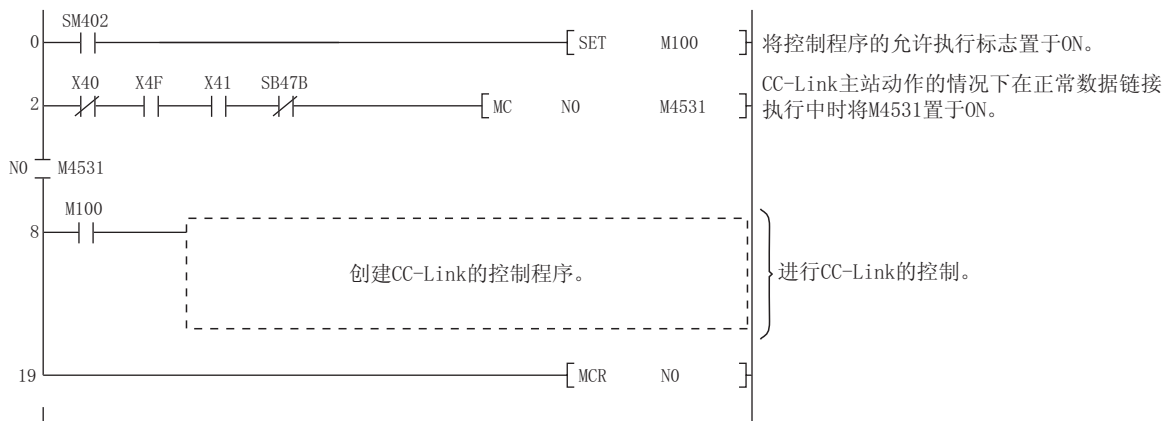 SM402
0 SET M100 将控制程序的允许执行标志置于ON。
X40 X4F X41 SB47B
2 MC N0 M4531 CC-Link主站动作的情况下在正常数据链接
执行中时将M4531置于ON。
N0 M4531
M100
8
创建CC-Link的控制程序。 进行CC-Link的控制。
19 MCR N0